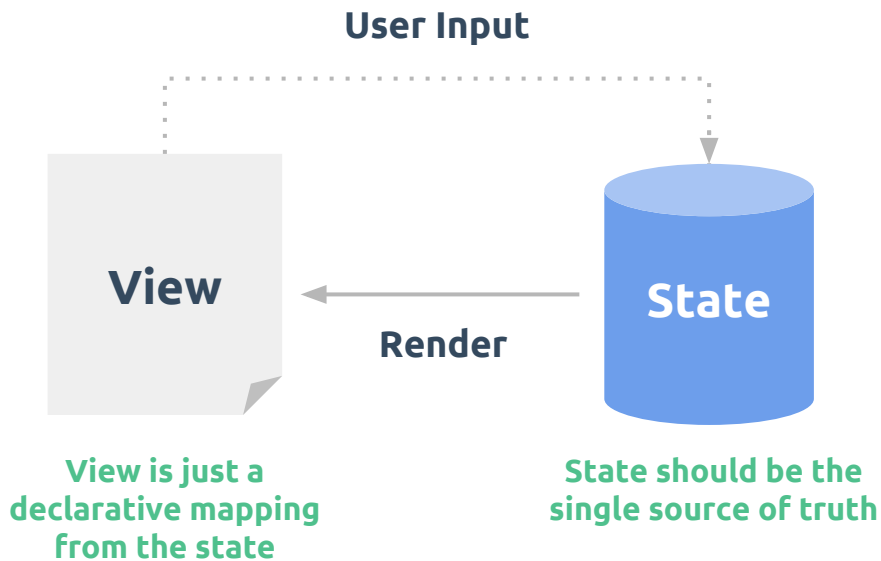 User Input
View
State
Render
View is just a
declarative mapping
from the state
State should be the
single source of truth